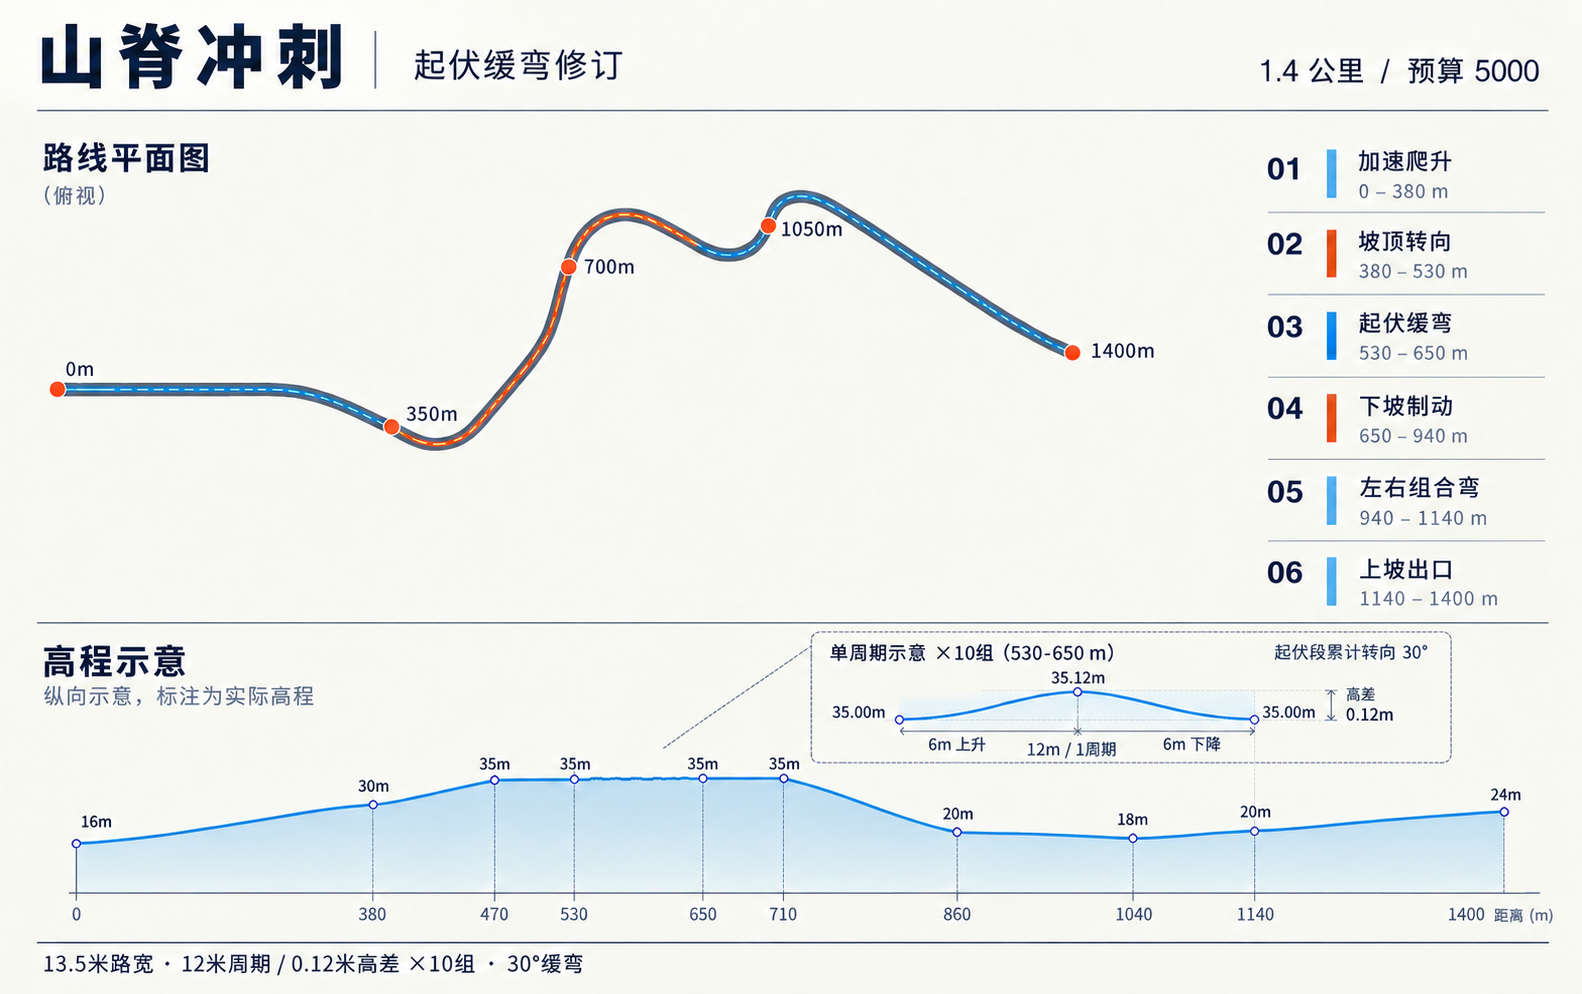 山脊冲刺
起伏缓弯修订
1.4 公里 / 预算 5000
路线平面图
（俯视）
0m
350m
700m
1050m
1400m
01 加速爬升
0 – 380 m
02 坡顶转向
380 – 530 m
03 起伏缓弯
530 – 650 m
04 下坡制动
650 – 940 m
05 左右组合弯
940 – 1140 m
06 上坡出口
1140 – 1400 m
高程示意
纵向示意，标注为实际高程
单周期示意 ×10组（530-650 m）
起伏段累计转向 30°
35.12m
35.00m
35.00m
高差
0.12m
6m 上升
12m / 1周期
6m 下降
16m
30m
35m
35m
35m
35m
20m
18m
20m
24m
0
380
470
530
650
710
860
1040
1140
1400 距离 (m)
13.5米路宽 · 12米周期 / 0.12米高差 ×10组 · 30°缓弯